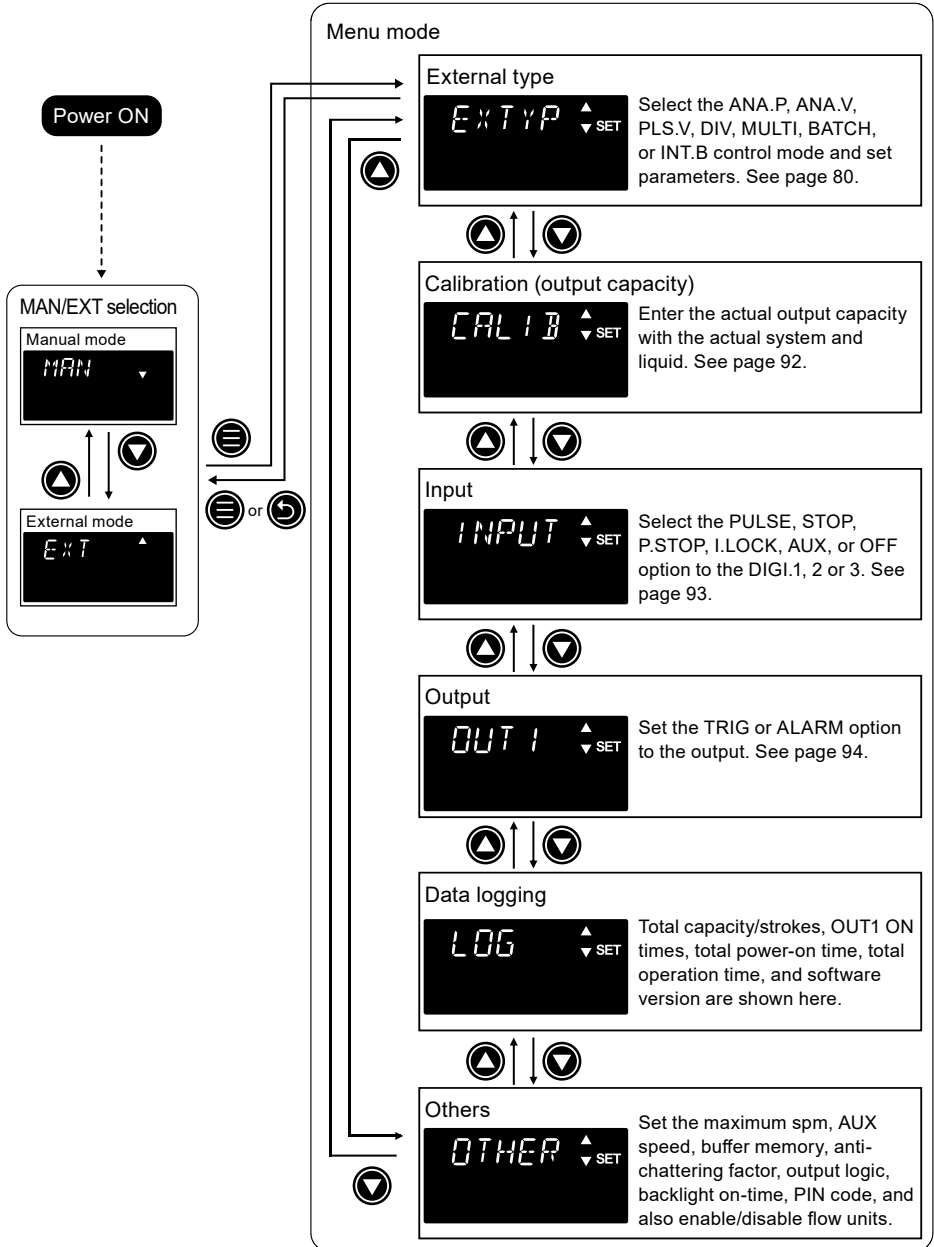 Menu mode
Power ON
MAN/EXT selection
Manual mode
MAN
External mode
EXT
or
External type
EXTYP
SET
Select the ANA.P, ANA.V,
PLS.V, DIV, MULTI, BATCH,
or INT.B control mode and set
parameters. See page 80.
Calibration (output capacity)
CALIB
SET
Enter the actual output capacity
with the actual system and
liquid. See page 92.
Input
INPUT
SET
Select the PULSE, STOP,
P.STOP, I.LOCK, AUX, or OFF
option to the DIGI.1, 2 or 3. See
page 93.
Output
OUT1
SET
Set the TRIG or ALARM option
to the output. See page 94.
Data logging
LOG
SET
Total capacity/strokes, OUT1 ON
times, total power-on time, total
operation time, and software
version are shown here.
Others
OTHER
SET
Set the maximum spm, AUX
speed, buffer memory, anti-
chattering factor, output logic,
backlight on-time, PIN code, and
also enable/disable flow units.